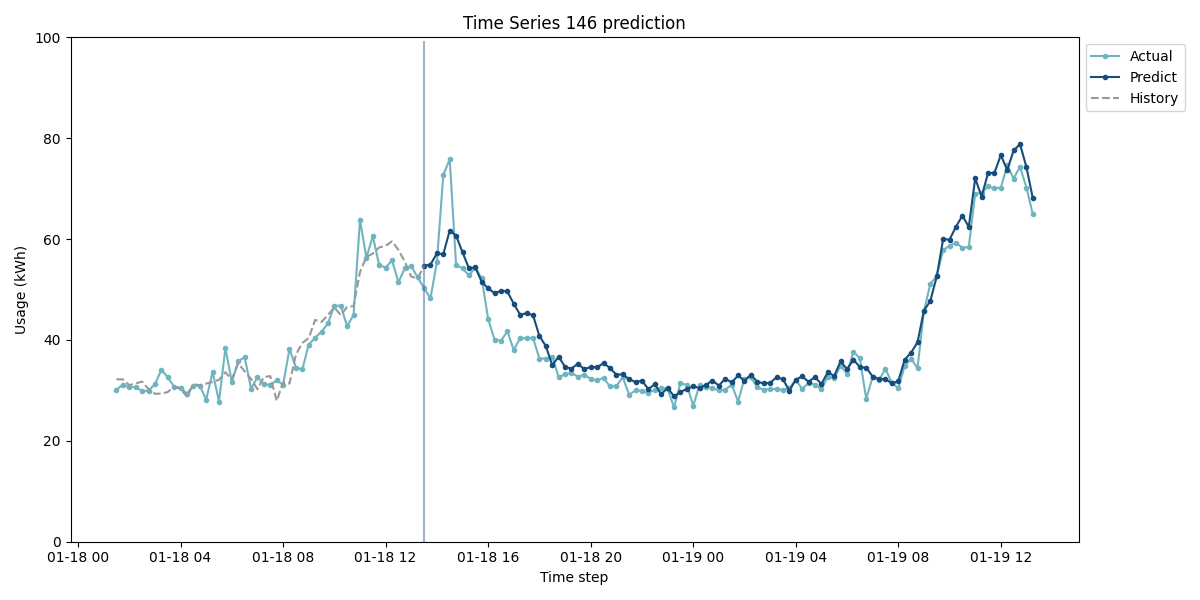 Time Series 146 prediction
100
80
60
40
20
0
Usage (kWh)
01-18 00
01-18 04
01-18 08
01-18 12
01-18 16
01-18 20
01-19 00
01-19 04
01-19 08
01-19 12
Time step
Actual
Predict
History